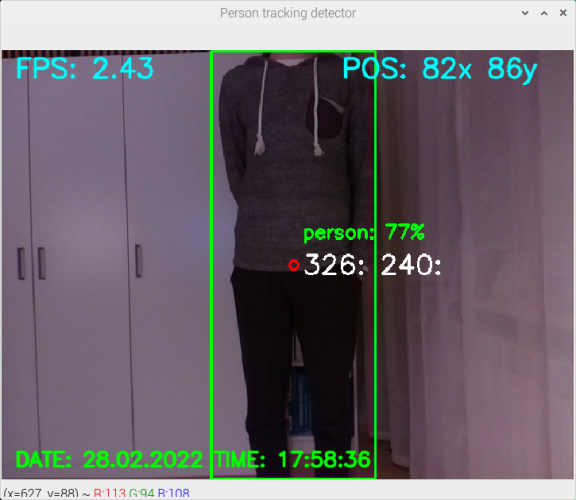 Person tracking detector
FPS: 2.43
POS: 82x 86y
person: 77%
326: 240:
DATE: 28.02.2022 TIME: 17:58:36
(x=627, y=88) ~ R:113 G:94 B:108